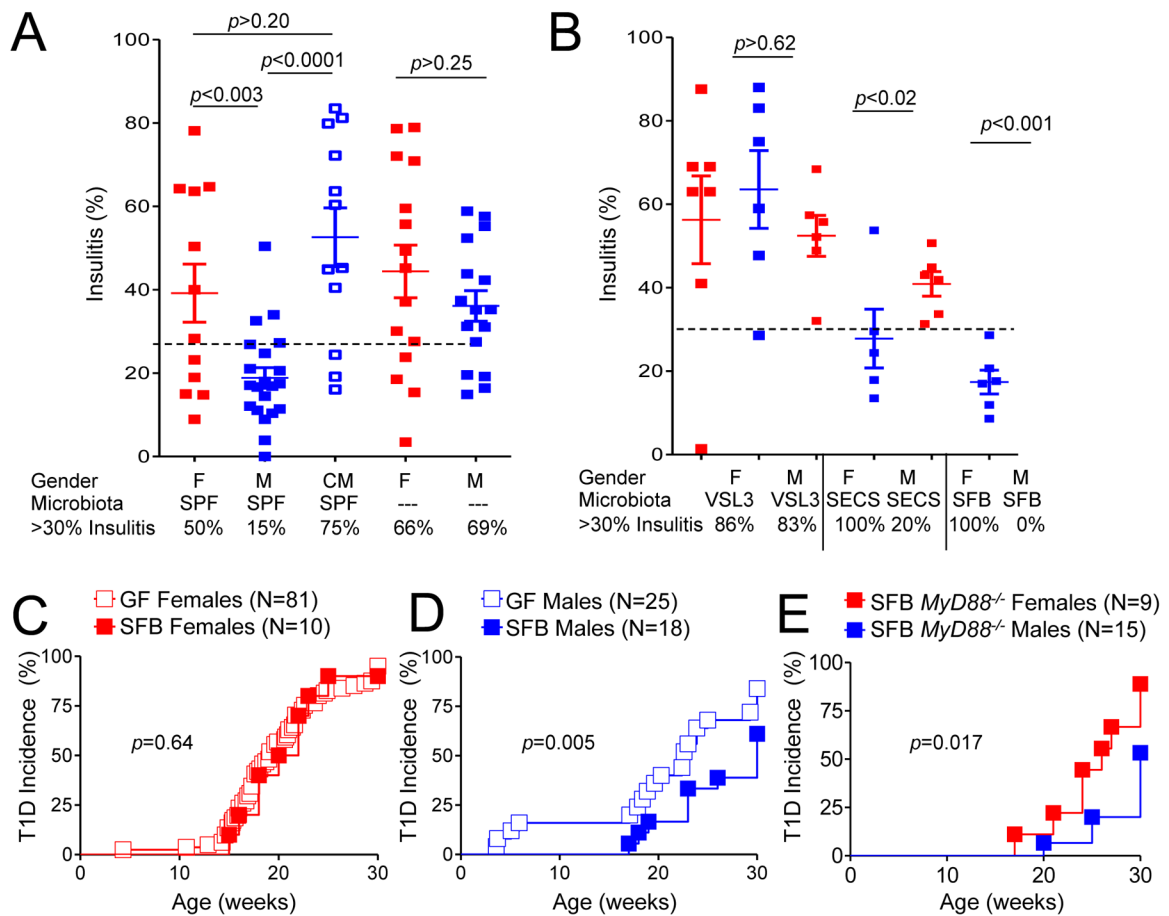 A
p>0.20
p<0.0001
p>0.25
p<0.003
Insulitis (%)
100
80
60
40
20
0
Gender F M CM F M
Microbiota SPF SPF SPF --- ---
>30% Insulitis 50% 15% 75% 66% 69%
B
p>0.62
p<0.02
p<0.001
Insulitis (%)
100
80
60
40
20
0
Gender F M F M F M
Microbiota VSL3 VSL3 SECS SECS SFB SFB
>30% Insulitis 86% 83% 100% 20% 100% 0%
C
GF Females (N=81)
SFB Females (N=10)
T1D Incidence (%)
100
75
50
25
0
p=0.64
0 10 20 30
Age (weeks)
D
GF Males (N=25)
SFB Males (N=18)
T1D Incidence (%)
100
75
50
25
0
p=0.005
0 10 20 30
Age (weeks)
E
SFB MyD88-/- Females (N=9)
SFB MyD88-/- Males (N=15)
T1D Incidence (%)
100
75
50
25
0
p=0.017
0 10 20 30
Age (weeks)